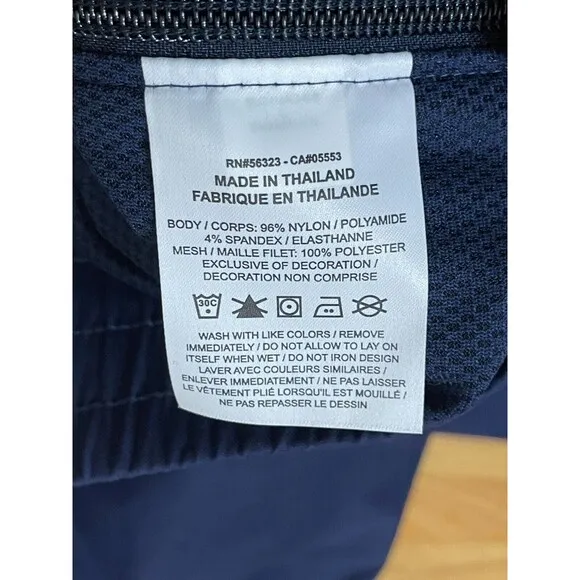 RN#56323 - CA#05553
MADE IN THAILAND
FABRIQUE EN THAILANDE
BODY / CORPS: 96% NYLON / POLYAMIDE
4% SPANDEX / ELASTHANNE
MESH / MAILLE FILET: 100% POLYESTER
EXCLUSIVE OF DECORATION /
DECORATION NON COMPRISE
30C
WASH WITH LIKE COLORS / REMOVE
IMMEDIATELY / DO NOT ALLOW TO LAY ON
ITSELF WHEN WET / DO NOT IRON DESIGN
LAVER AVEC COULEURS SIMILAIRES /
ENLEVER IMMEDIATEMENT / NE PAS LAISSER
LE VÊTEMENT PLIÉ LORSQU'IL EST MOUILLÉ /
NE PAS REPASSER LE DESSIN